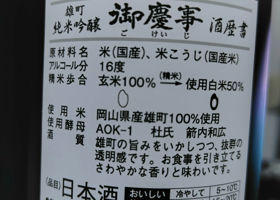 雄町
純米吟醸 御慶事 酒歴書
ごけいじ
原材料名 米(国産)、米こうじ(国産米)
アルコール分 16度
精米歩合 玄米100% (精米) 使用白米50%
使用米 岡山県産雄町100%使用
使用酵母 AOK-1 杜氏 箭内和広
酒質 雄町の旨みをいかしつつ、抜群の
透明感です。お食事を引き立てる
さわやかな香りと味わいです。
(品目) 日本酒 おいしい 冷やして 5~10℃